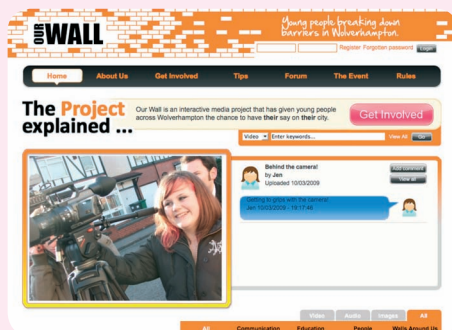 OUR WALL
Young people breaking down
barriers in Wolverhampton.
Register Forgotten password Login
Home About Us Get Involved Tips Forum The Event Rules
The Project
explained ...
Our Wall is an interactive media project that has given young people
across Wolverhampton the chance to have their say on their city.
Get Involved
Video Enter keywords... View All Go
Behind the camera!
by Jen
Uploaded 10/03/2009
Add comment
View all
Getting to grips with the camera!
Jen 10/03/2009 - 19:17:46
Video Audio Images All
All Communication Education People Walls Around Us